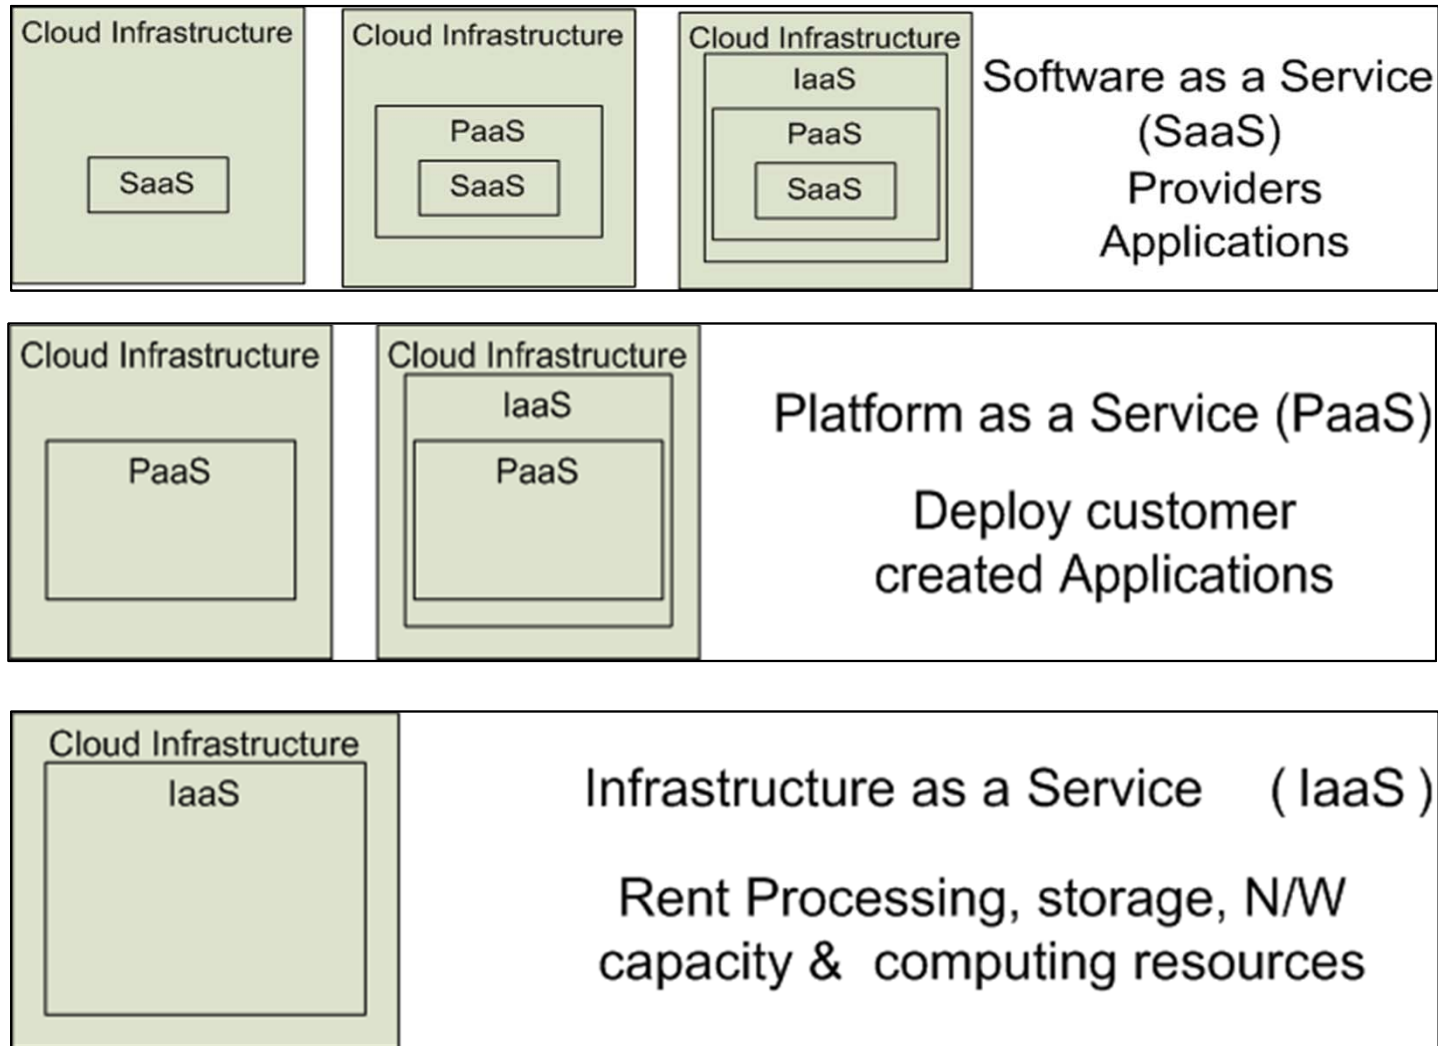 Cloud Infrastructure
SaaS
Cloud Infrastructure
PaaS
SaaS
Cloud Infrastructure
IaaS
PaaS
SaaS
Software as a Service
(SaaS)
Providers
Applications
Cloud Infrastructure
PaaS
Cloud Infrastructure
IaaS
PaaS
Platform as a Service (PaaS)
Deploy customer
created Applications
Cloud Infrastructure
IaaS
Infrastructure as a Service ( IaaS )
Rent Processing, storage, N/W
capacity & computing resources